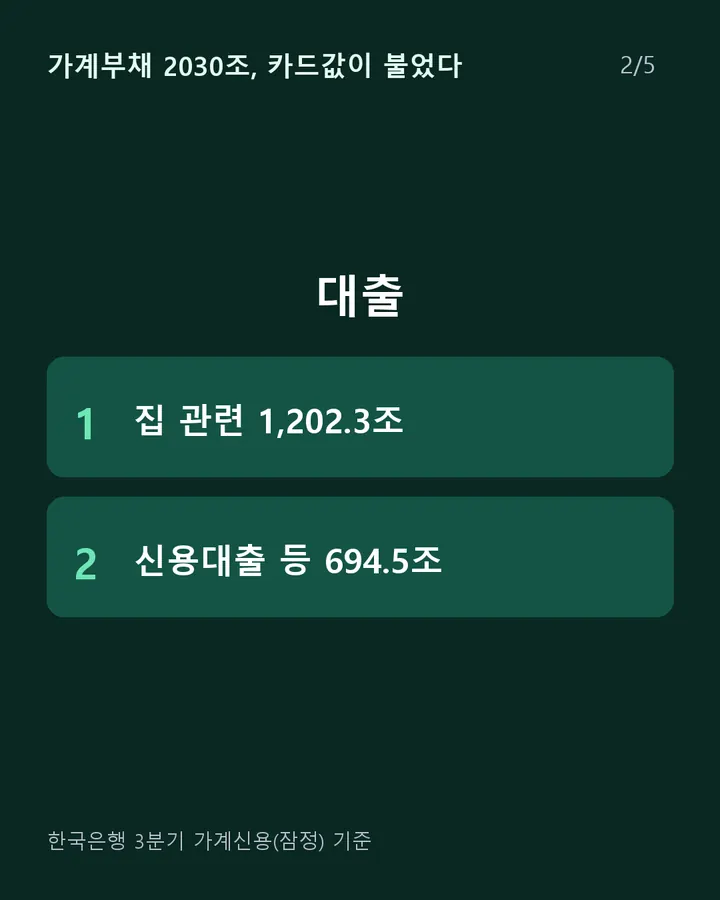 가계부채 2030조, 카드값이 불었다
2/5
대출
1 집 관련 1,202.3조
2 신용대출 등 694.5조
한국은행 3분기 가계신용(잠정) 기준